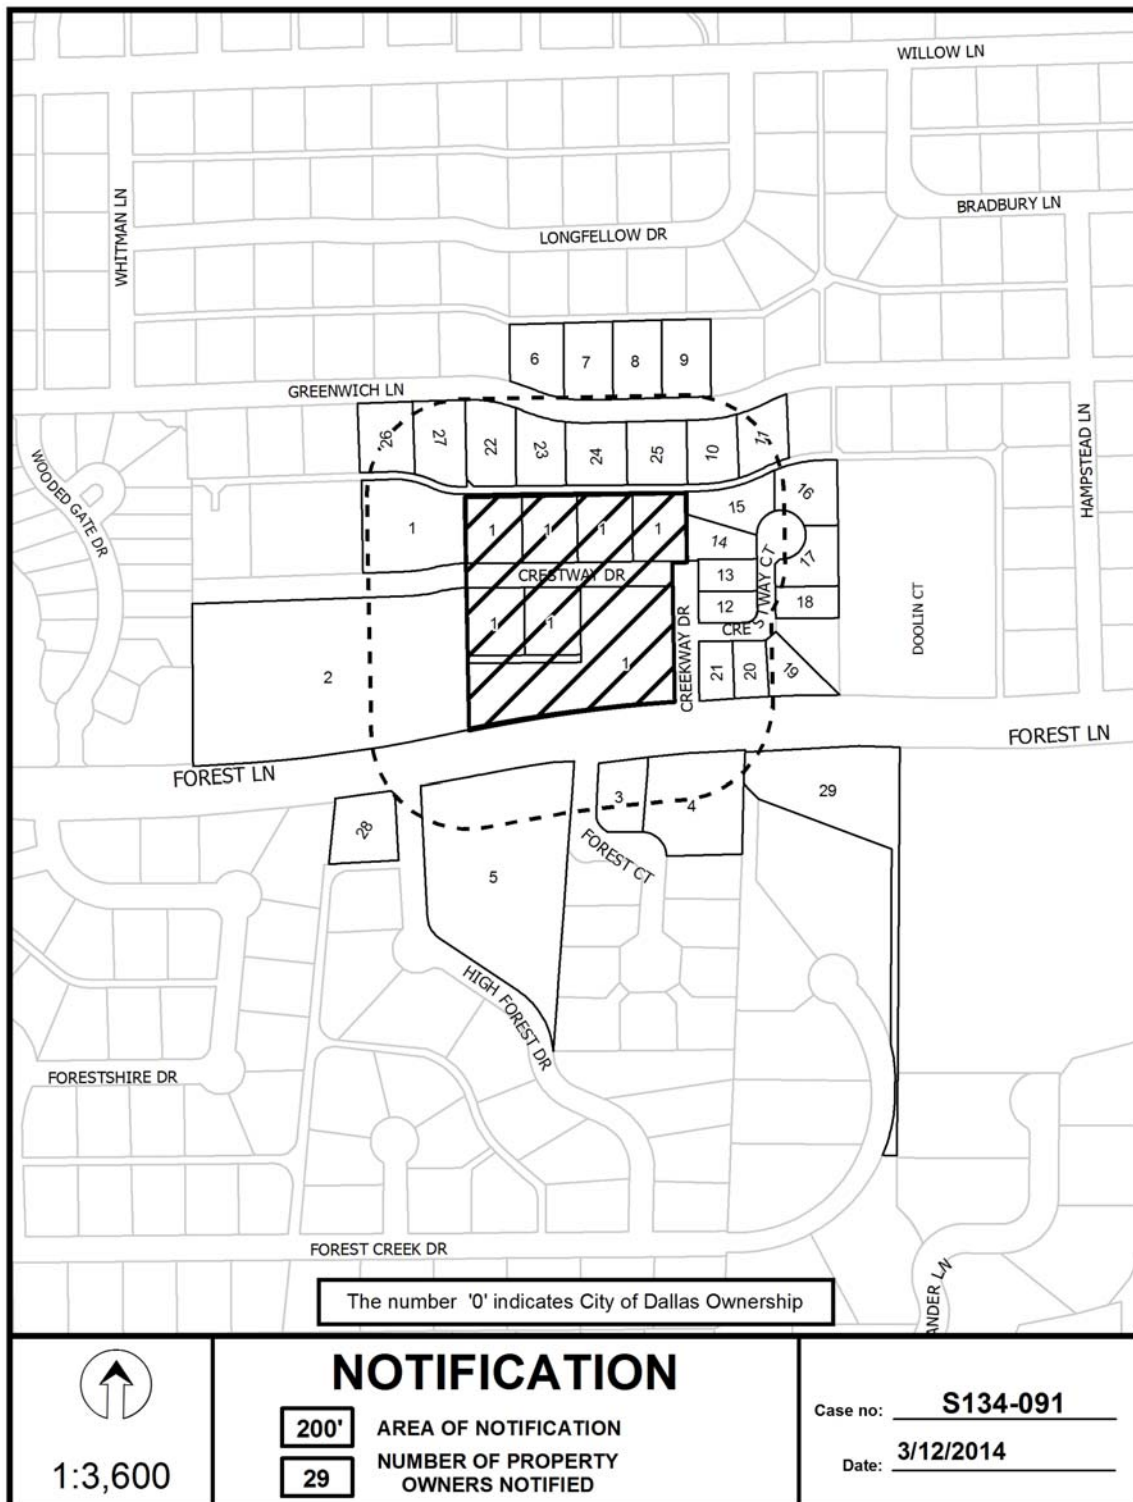 WILLOW LN
BRADBURY LN
WHITMAN LN
LONGFELLOW DR
6
7
8
9
GREENWICH LN
HAMPSTEAD LN
WOODED GATE DR
26
27
22
23
24
25
10
11
1
1
1
1
1
15
16
14
17
CRESTWAY DR
13
12
18
CRESTWAY CT
DOOLIN CT
1
1
1
CREEKWAY DR
21
20
19
2
FOREST LN
FOREST LN
28
3
4
29
FOREST CT
5
HIGH FOREST DR
FORESTSHIRE DR
FOREST CREEK DR
ANDER LN
The number '0' indicates City of Dallas Ownership
1:3,600
NOTIFICATION
200' AREA OF NOTIFICATION
29 NUMBER OF PROPERTY
OWNERS NOTIFIED
Case no: S134-091
Date: 3/12/2014